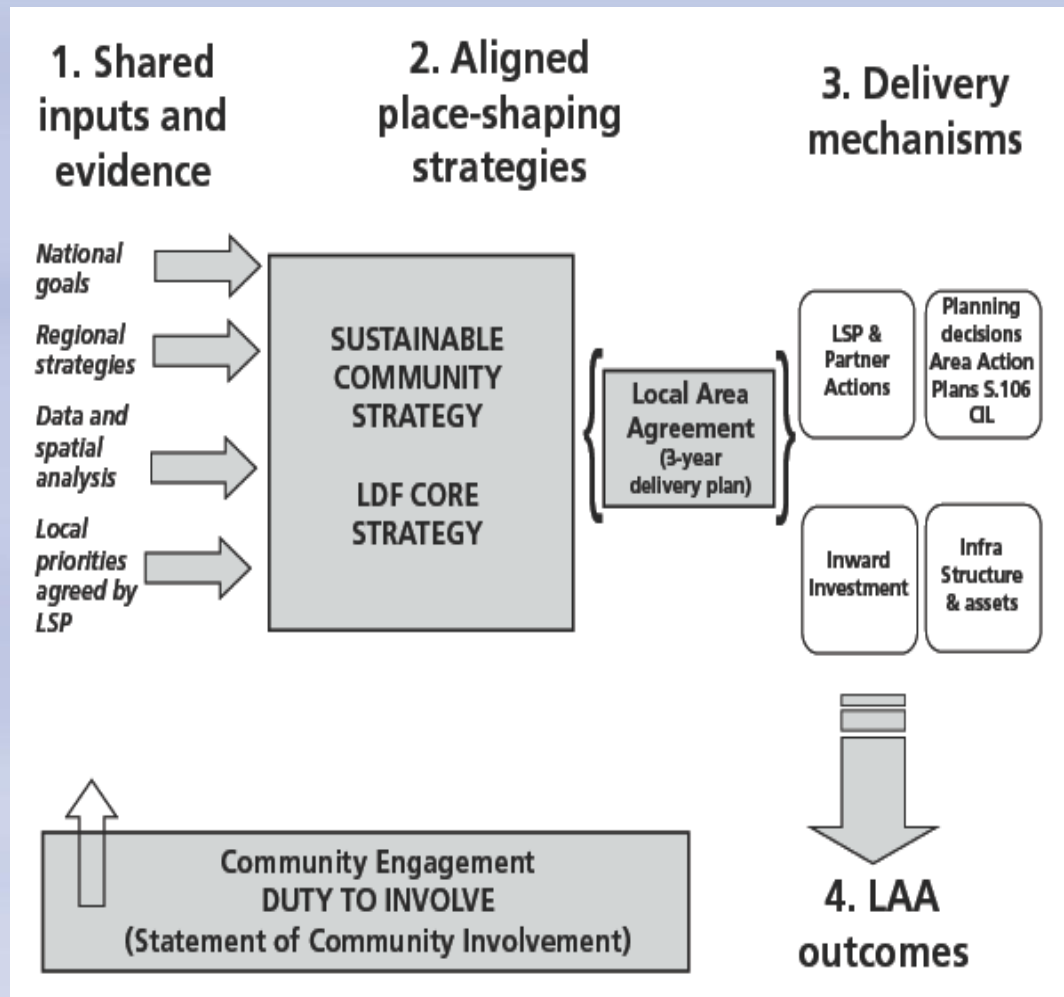 1. Shared
inputs and
evidence
2. Aligned
place-shaping
strategies
3. Delivery
mechanisms
National
goals
Regional
strategies
Data and
spatial
analysis
Local
priorities
agreed by
LSP
SUSTAINABLE
COMMUNITY
STRATEGY
LDF CORE
STRATEGY
Local Area
Agreement
(3-year
delivery plan)
LSP &
Partner
Actions
Planning
decisions
Area Action
Plans S.106
CIL
Inward
Investment
Infra
Structure
& assets
Community Engagement
DUTY TO INVOLVE
(Statement of Community Involvement)
4. LAA
outcomes